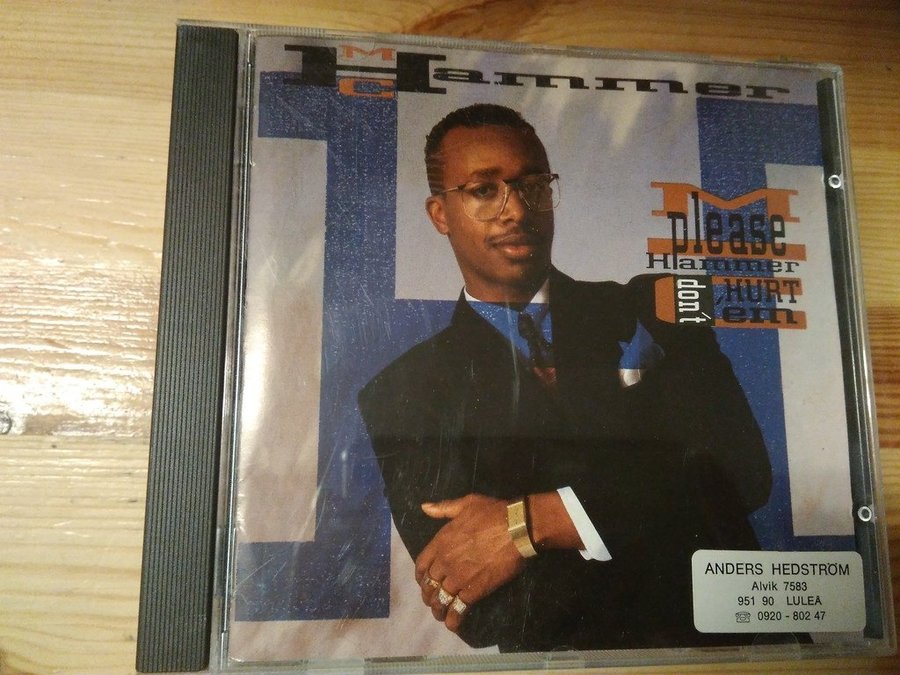 MC Hammer
please
Hammer
don't
,HURT
em
ANDERS HEDSTRÖM
Alvik 7583
951 90 LULEÅ
☏ 0920 - 802 47